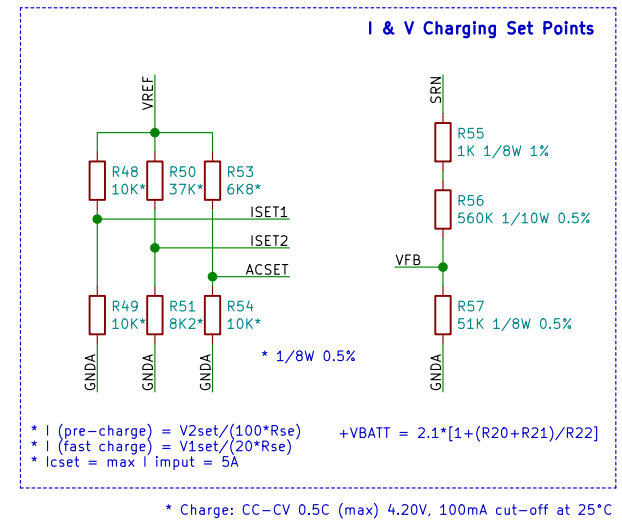 I & V Charging Set Points
VREF
SRN
R48
10K*
R50
37K*
R53
6K8*
R55
1K 1/8W 1%
R56
560K 1/10W 0.5%
ISET1
ISET2
ACSET
VFB
R49
10K*
R51
8K2*
R54
10K*
R57
51K 1/8W 0.5%
GNDA
GNDA
GNDA
GNDA
* 1/8W 0.5%
* I (pre-charge) = V2set/(100*Rse)
* I (fast charge) = V1set/(20*Rse)
* Icset = max I imput = 5A
+VBATT = 2.1*[1+(R20+R21)/R22]
* Charge: CC-CV 0.5C (max) 4.20V, 100mA cut-off at 25°C